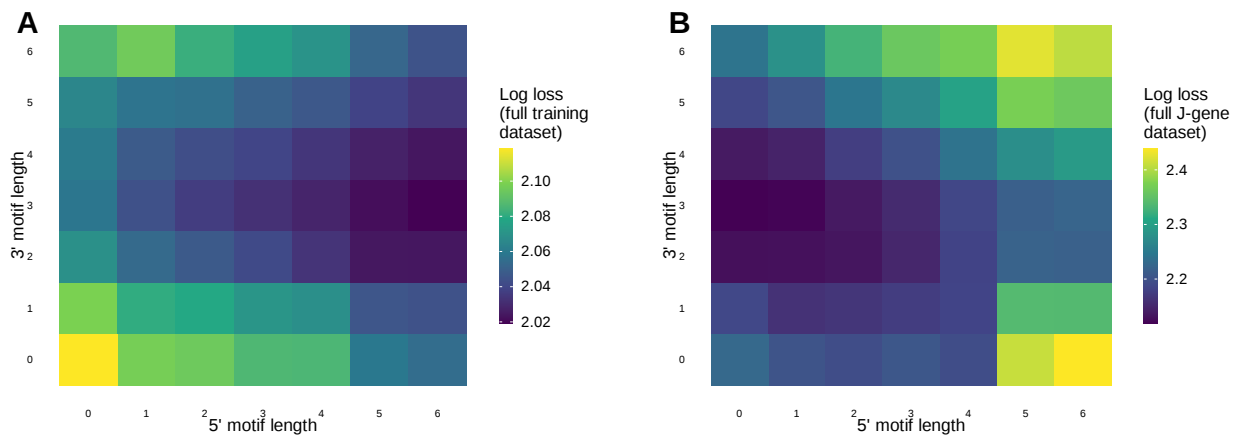 A
3' motif length
6
5
4
3
2
1
0
0 1 2 3 4 5 6
5' motif length
Log loss
(full training
dataset)
2.10
2.08
2.06
2.04
2.02
B
3' motif length
6
5
4
3
2
1
0
0 1 2 3 4 5 6
5' motif length
Log loss
(full J-gene
dataset)
2.4
2.3
2.2